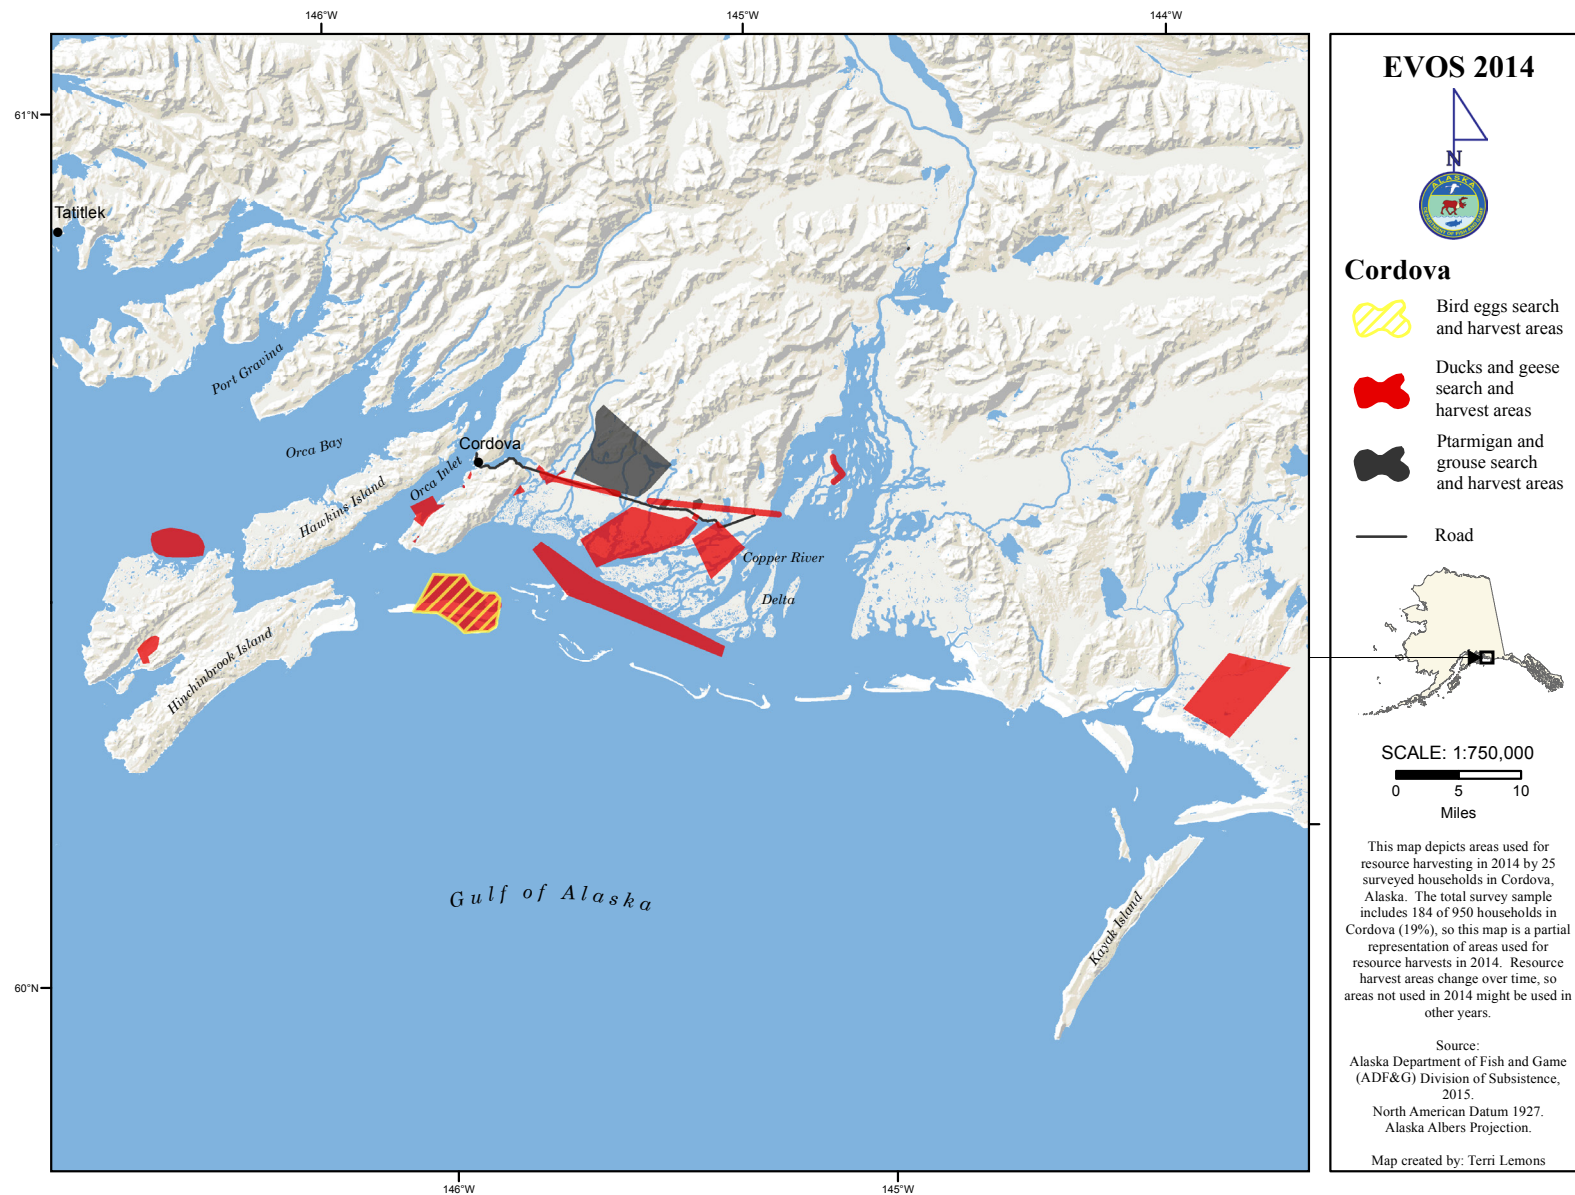 146°W
145°W
144°W
61°N
Tatitlek
Port Gravina
Orca Bay
Cordova
Orca Inlet
Hawkins Island
Copper River
Delta
Hinchinbrook Island
Gulf of Alaska
Kayak Island
60°N
146°W
145°W
EVOS 2014
N
ALASKA
Cordova
Bird eggs search
and harvest areas
Ducks and geese
search and
harvest areas
Ptarmigan and
grouse search
and harvest areas
Road
SCALE: 1:750,000
0 5 10
Miles
This map depicts areas used for
resource harvesting in 2014 by 25
surveyed households in Cordova,
Alaska. The total survey sample
includes 184 of 950 households in
Cordova (19%), so this map is a partial
representation of areas used for
resource harvests in 2014. Resource
harvest areas change over time, so
areas not used in 2014 might be used in
other years.
Source:
Alaska Department of Fish and Game
(ADF&G) Division of Subsistence,
2015.
North American Datum 1927.
Alaska Albers Projection.
Map created by: Terri Lemons